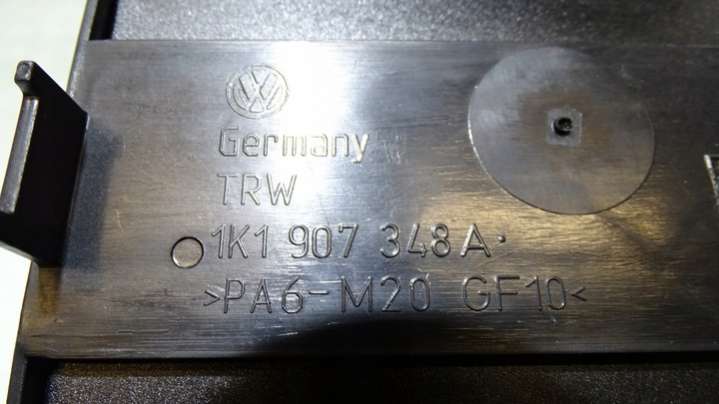 Germany
TRW
1K1 907 348 A.
>PA6-M20 GF10<